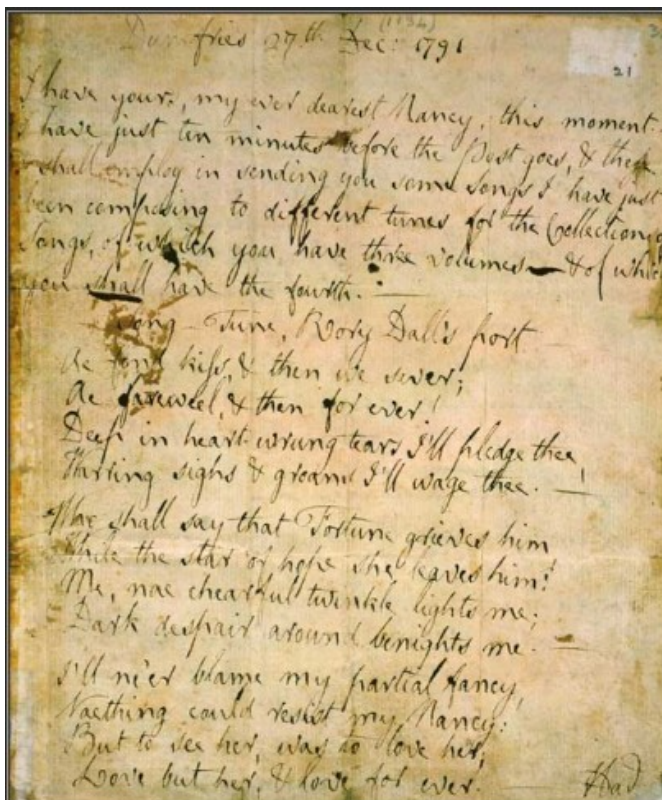 (1934)
Dumfries 27th Dec: 1791
21
I have yours, my ever dearest Nancy, this moment.
I have just ten minutes before the Post goes, & these
I shall employ in sending you some Songs I have just
been composing to different tunes for the Collection of
Songs, of which you have three volumes — & of which
you shall have the fourth. —
Song - Tune, Rory Dall's port
Ae fond kiss, & then we sever;
Ae fareweel, & then for ever!
Deep in heart-wrung tears I'll pledge thee,
Warring sighs & groans I'll wage thee. —
Wha shall say that Fortune grieves him
While the star of hope she leaves him:
Me, nae chearful twinkle lights me;
Dark despair around benights me. —
I'll ne'er blame my partial fancy,
Naething could resist my Nancy:
But to see her, was to love her;
Love but her, & love for ever. —
Had